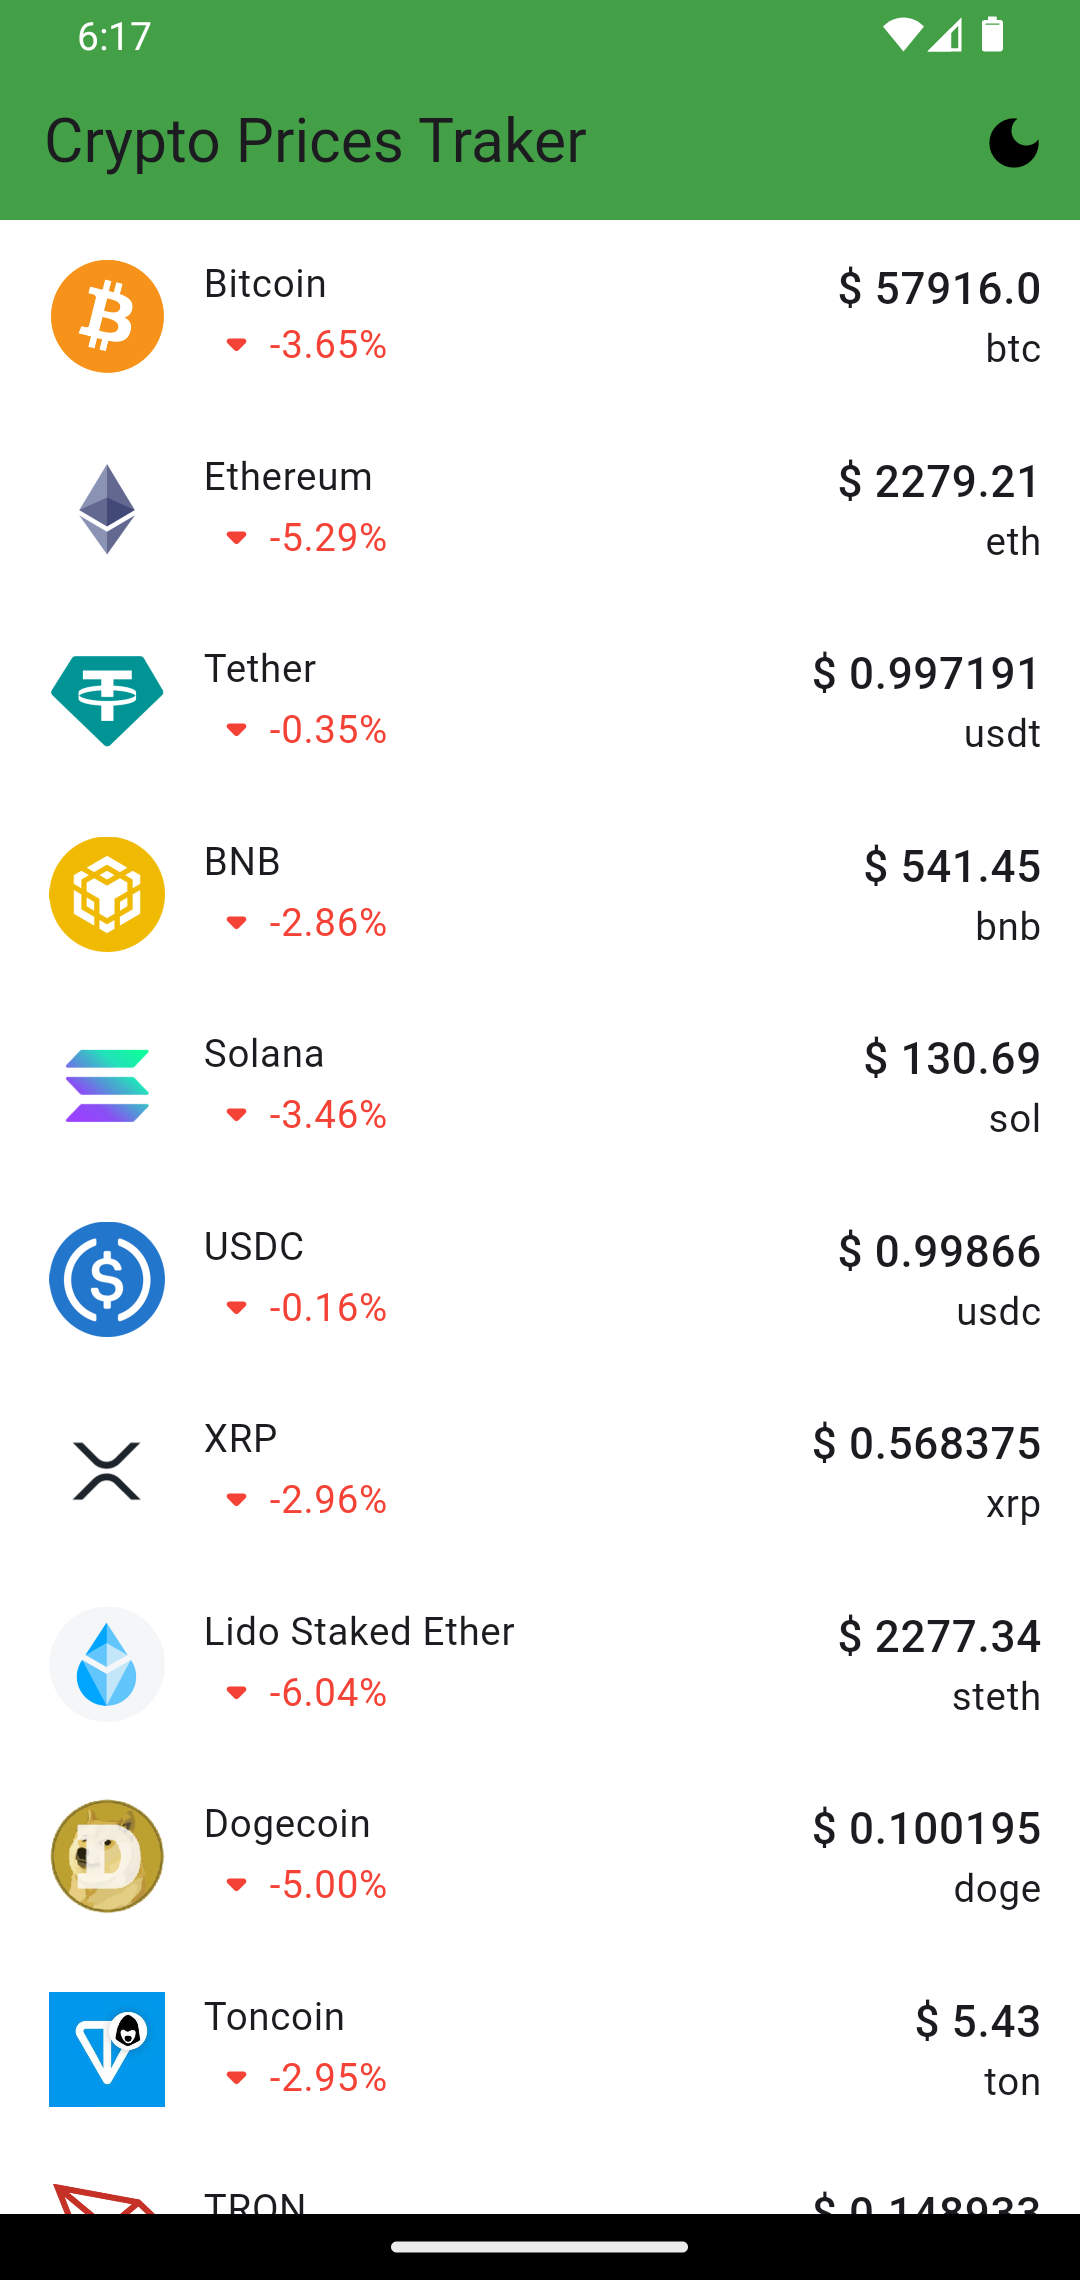 6:17
Crypto Prices Traker
Bitcoin
$ 57916.0
-3.65%
btc
Ethereum
$ 2279.21
-5.29%
eth
Tether
$ 0.997191
-0.35%
usdt
BNB
$ 541.45
-2.86%
bnb
Solana
$ 130.69
-3.46%
sol
USDC
$ 0.99866
-0.16%
usdc
XRP
$ 0.568375
-2.96%
xrp
Lido Staked Ether
$ 2277.34
-6.04%
steth
Dogecoin
$ 0.100195
-5.00%
doge
Toncoin
$ 5.43
-2.95%
ton
TRON
$ 0.148933